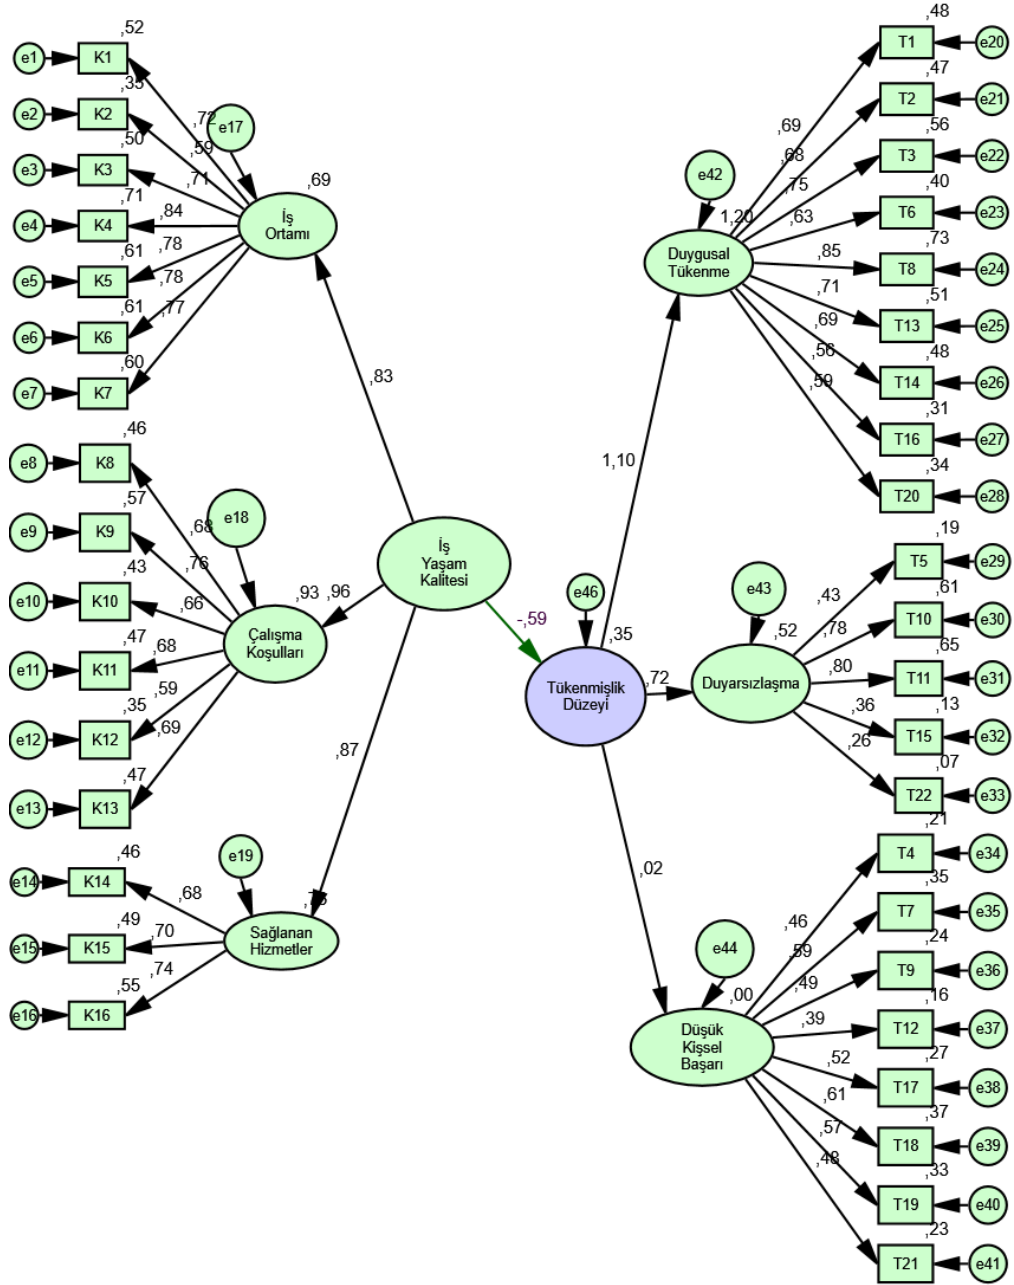 ,52
e1
K1
,35
e2
K2
,50
e3
K3
,71
e4
K4
,61
e5
K5
,61
e6
K6
,60
e7
K7
,72
,59
,71
,84
,78
,78
,77
e17
,69
İş
Ortamı
,83
,46
e8
K8
,57
e9
K9
,43
e10
K10
,47
e11
K11
,35
e12
K12
,47
e13
K13
,68
,76
,66
,68
,59
,69
e18
,93
,96
Çalışma
Koşulları
İş
Yaşam
Kalitesi
,87
,46
e14
K14
,49
e15
K15
,55
e16
K16
,68
,70
,74
e19
Sağlanan
Hizmetler
-,59
e46
,35
Tükenmişlik
Düzeyi
1,10
,72
,02
e42
1,20
Duygusal
Tükenme
,69
,68
,75
,63
,85
,71
,69
,56
,59
,48
T1
e20
,47
T2
e21
,56
T3
e22
,40
T6
e23
,73
T8
e24
,51
T13
e25
,48
T14
e26
,31
T16
e27
,34
T20
e28
e43
,52
Duyarsızlaşma
,43
,78
,80
,36
,26
,19
T5
e29
,61
T10
e30
,65
T11
e31
,13
T15
e32
,07
T22
e33
e44
,00
Düşük
Kişsel
Başarı
,46
,59
,49
,39
,52
,61
,57
,48
,21
T4
e34
,35
T7
e35
,24
T9
e36
,16
T12
e37
,27
T17
e38
,37
T18
e39
,33
T19
e40
,23
T21
e41